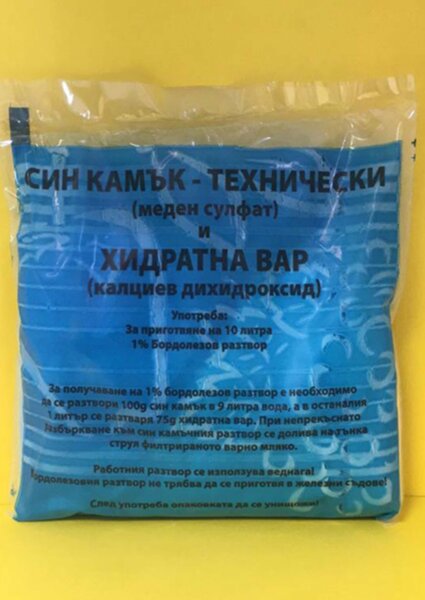 СИН КАМЪК - ТЕХНИЧЕСКИ
(меден сулфат)
и
ХИДРАТНА ВАР
(калциев дихидроксид)
Употреба:
За приготвяне на 10 литра
1% Бордолезов разтвор
За получаване на 1% бордолезов разтвор е необходимо
да се разтвори 100g син камък в 9 литра вода, а в останалия
1 литър се разтваря 75g хидратна вар. При непрекъснато
разбъркване към син камъчния разтвор се долива на тънка
струя филтрираното варно мляко.
Работния разтвор се използва веднага!
Бордолезовия разтвор не трябва да се приготвя в железни съдове!
След употреба опаковката да се унищожи!